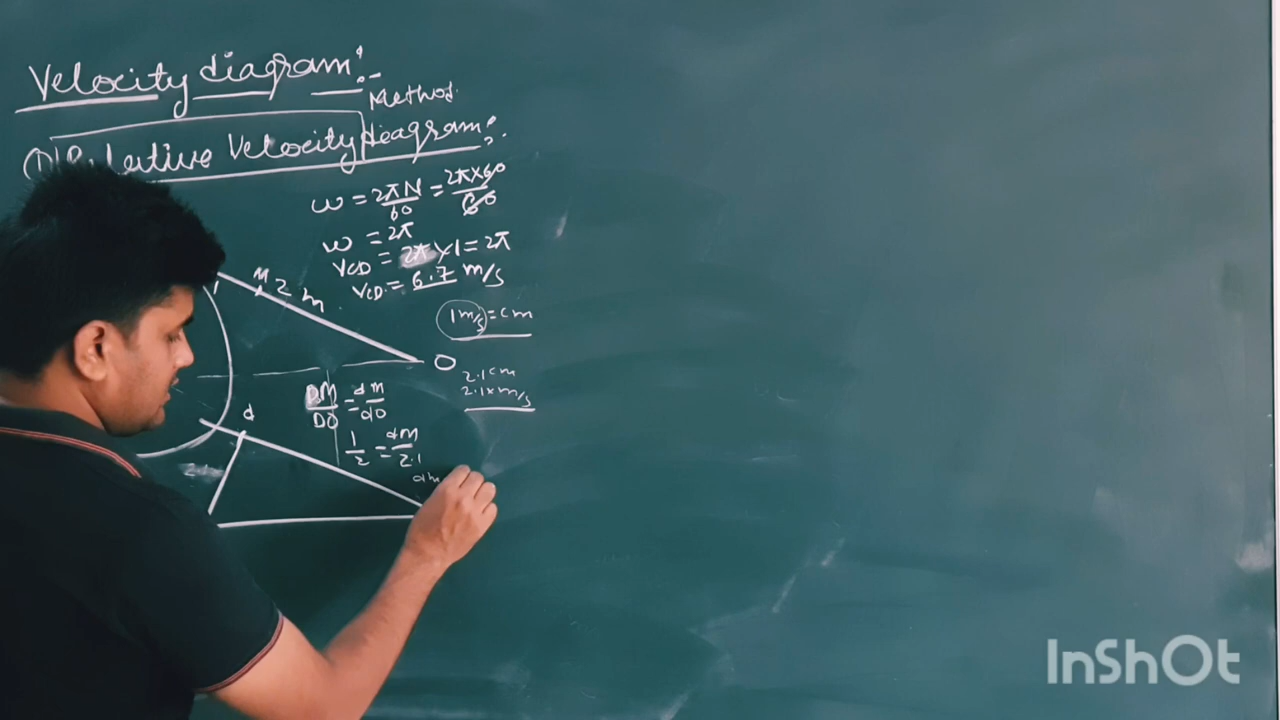 Velocity diagram:-
Method.
① Relative Velocity diagram:.
ω = 2πN/60 = 2π×60/60
ω = 2π
VCD = 2π × 1 = 2π
VCD = 6.7 m/s
M 2 m
1 m/s = cm
O
2.1 cm
2.1 × m/s
DM/DO = dm/do
d
1/2 = dm/2.1
dm
InShOt